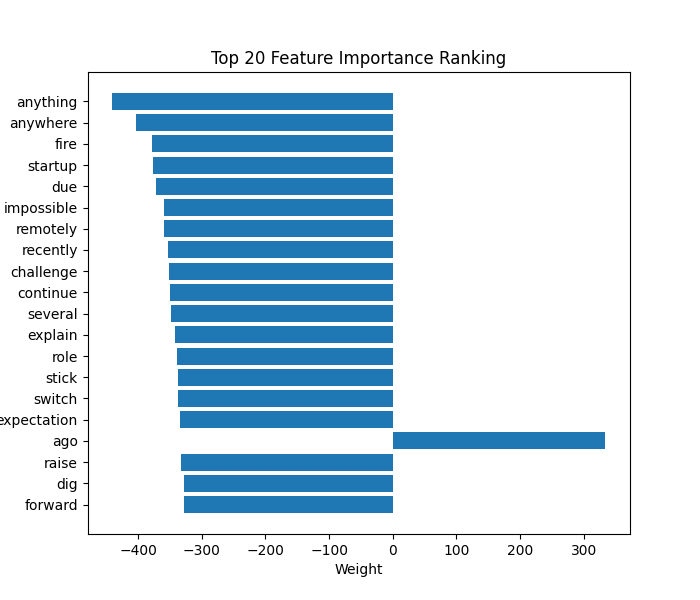 Top 20 Feature Importance Ranking
anything
anywhere
fire
startup
due
impossible
remotely
recently
challenge
continue
several
explain
role
stick
switch
expectation
ago
raise
dig
forward
−400 −300 −200 −100 0 100 200 300
Weight